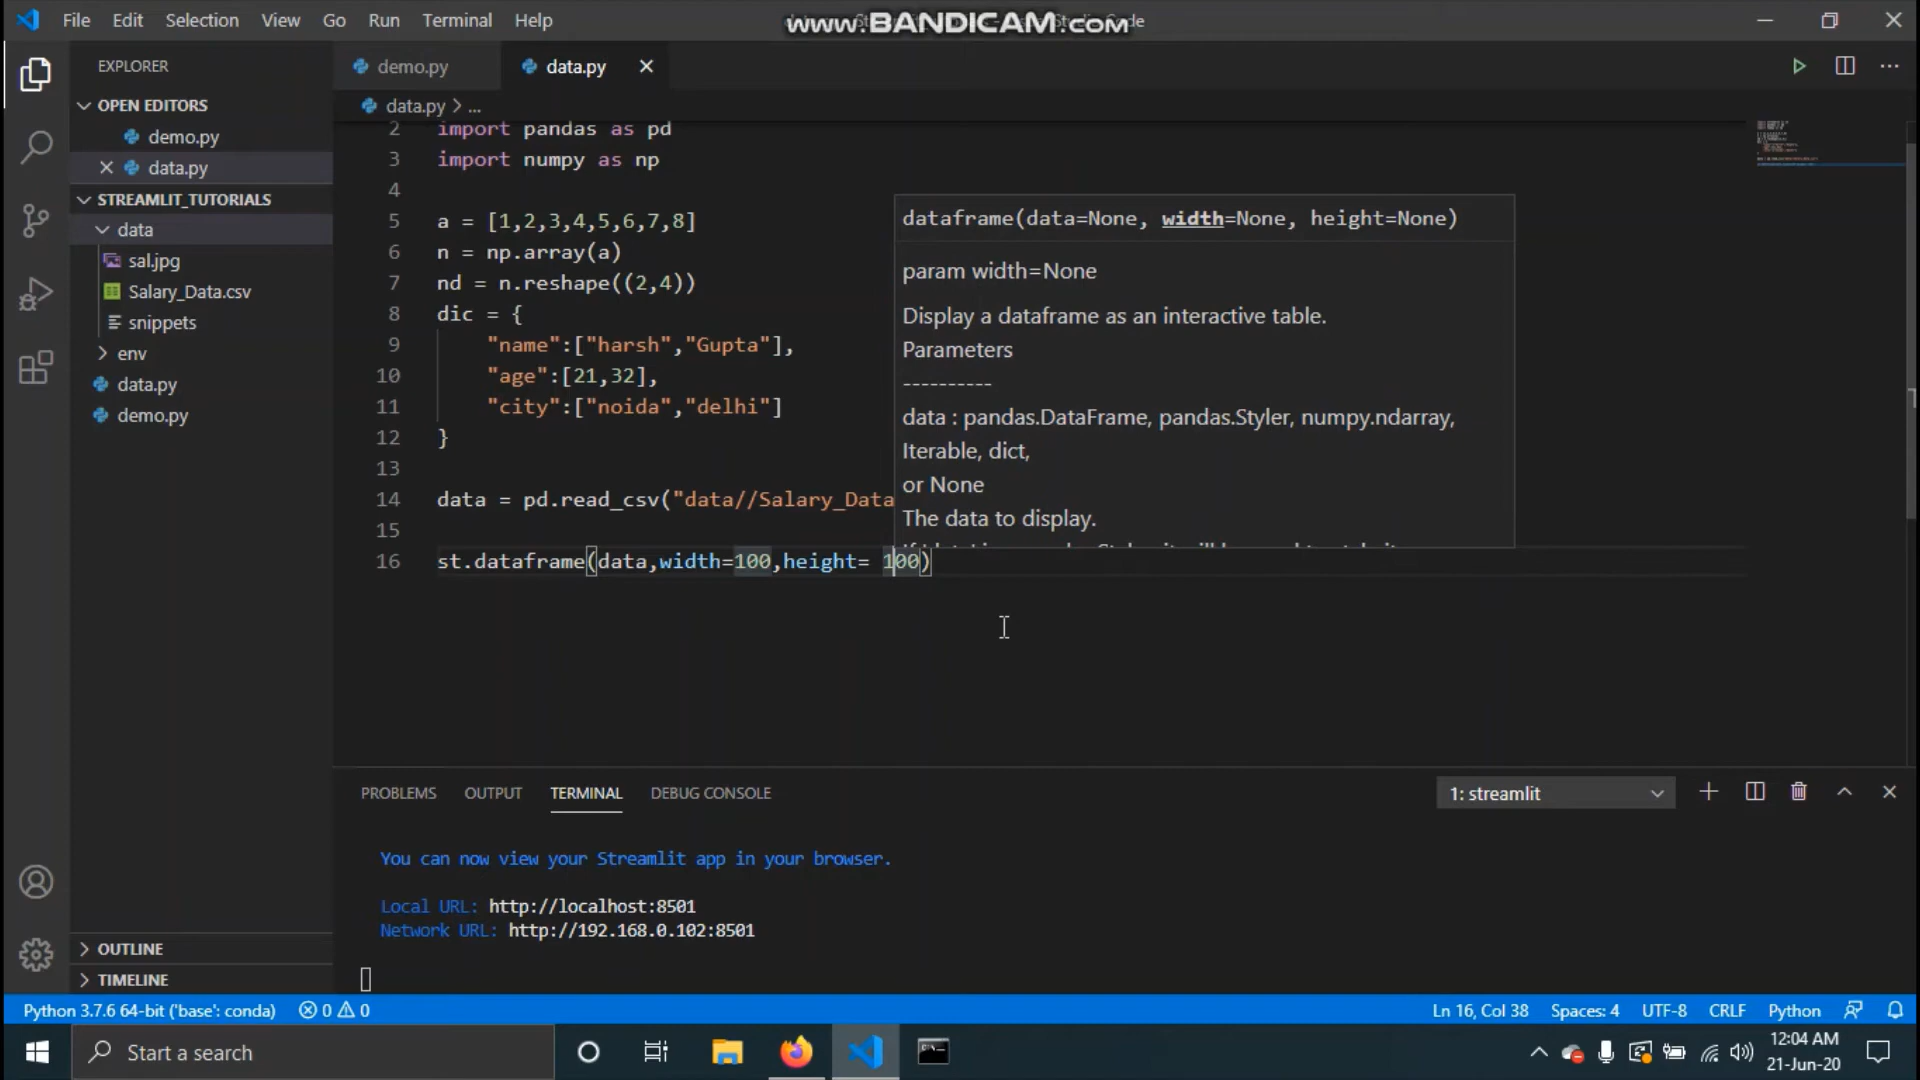 File Edit Selection View Go Run Terminal Help
www.BANDICAM.com
EXPLORER
OPEN EDITORS
demo.py
data.py
STREAMLIT_TUTORIALS
data
sal.jpg
Salary_Data.csv
snippets
env
data.py
demo.py
OUTLINE
TIMELINE
demo.py
data.py
data.py > ...
2 import pandas as pd
3 import numpy as np
4
5 a = [1,2,3,4,5,6,7,8]
6 n = np.array(a)
7 nd = n.reshape((2,4))
8 dic = {
9 "name":["harsh","Gupta"],
10 "age":[21,32],
11 "city":["noida","delhi"]
12 }
13
14 data = pd.read_csv("data//Salary_Data
15
16 st.dataframe(data,width=100,height= 100)
dataframe(data=None, width=None, height=None)
param width=None
Display a dataframe as an interactive table.
Parameters
----------
data : pandas.DataFrame, pandas.Styler, numpy.ndarray,
Iterable, dict,
or None
The data to display.
PROBLEMS OUTPUT TERMINAL DEBUG CONSOLE
1: streamlit
You can now view your Streamlit app in your browser.
Local URL: http://localhost:8501
Network URL: http://192.168.0.102:8501
Python 3.7.6 64-bit ('base': conda) 0 0
Ln 16, Col 38 Spaces: 4 UTF-8 CRLF Python
Start a search
12:04 AM
21-Jun-20